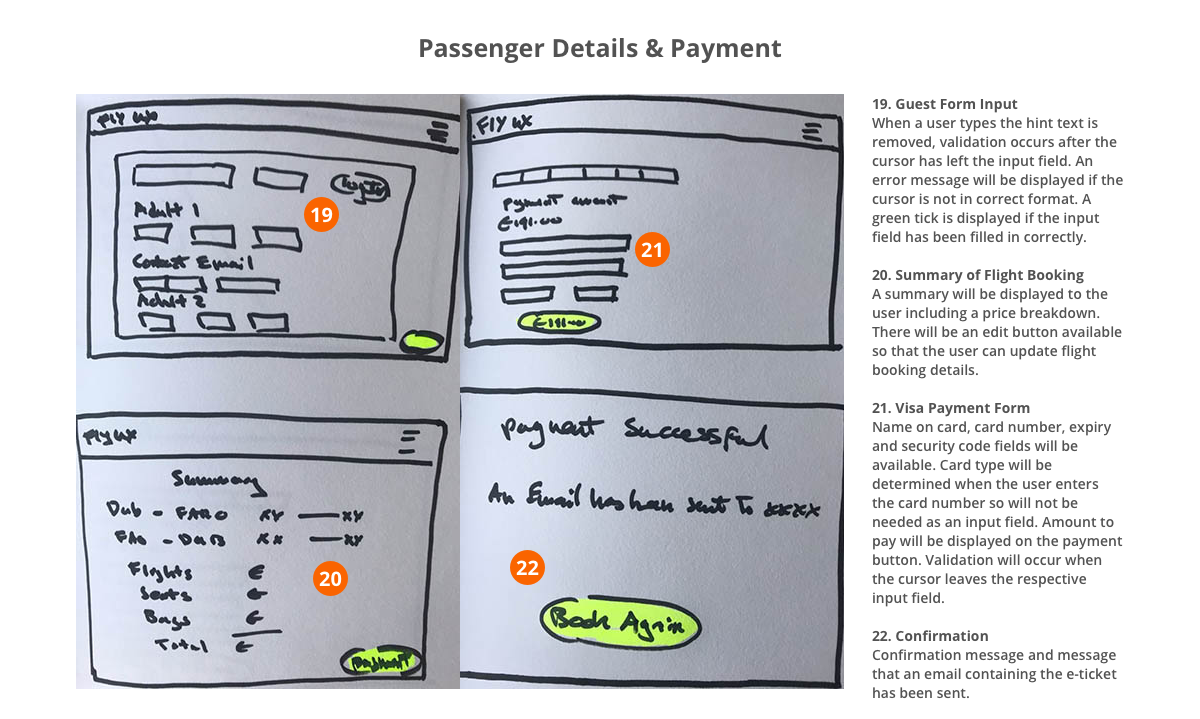 Passenger Details & Payment
FLY UX
Login
19
Adult 1
Contact Email
Adult 2
FLY UX
Payment amount
€191.00
21
FLY UX
Summary
Dub - FARO XY XY
FAO - DUB XX XY
Flights €
Seats €
Bags €
Total €
20
Payment
Payment Successful
An Email has been sent to xxxx
22
Book Again
19. Guest Form Input
When a user types the hint text is
removed, validation occurs after the
cursor has left the input field. An
error message will be displayed if the
cursor is not in correct format. A
green tick is displayed if the input
field has been filled in correctly.
20. Summary of Flight Booking
A summary will be displayed to the
user including a price breakdown.
There will be an edit button available
so that the user can update flight
booking details.
21. Visa Payment Form
Name on card, card number, expiry
and security code fields will be
available. Card type will be
determined when the user enters
the card number so will not be
needed as an input field. Amount to
pay will be displayed on the payment
button. Validation will occur when
the cursor leaves the respective
input field.
22. Confirmation
Confirmation message and message
that an email containing the e-ticket
has been sent.